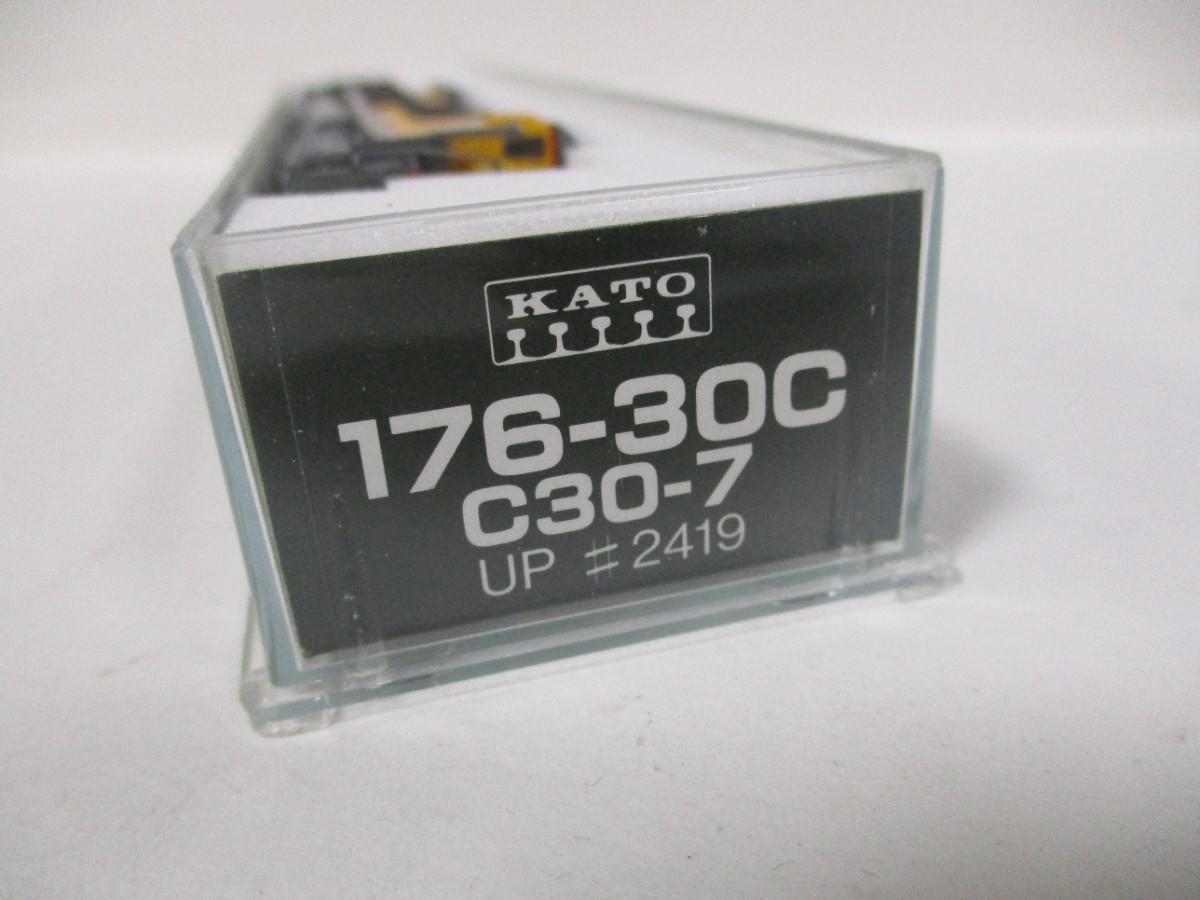 KATO
176-30C
C30-7
UP #2419